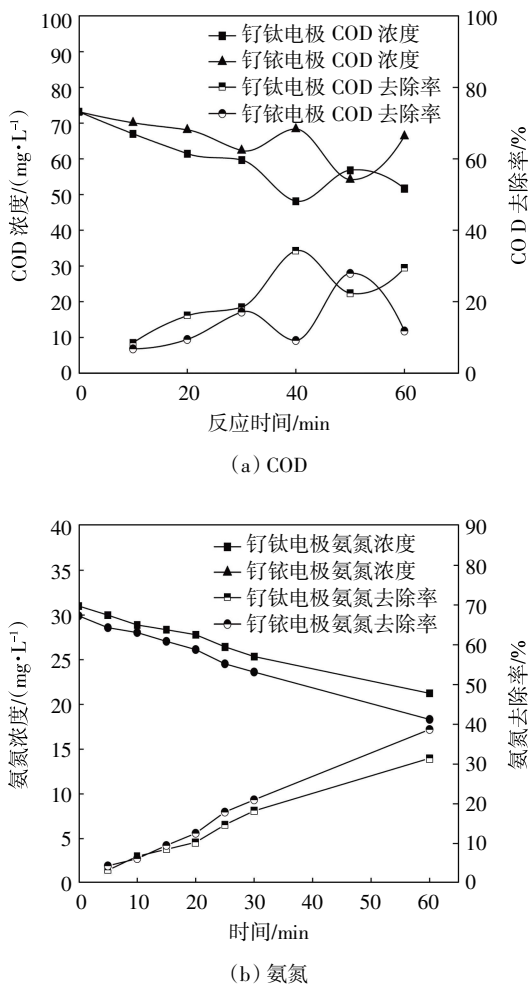 钌钛电极 COD 浓度
钌铱电极 COD 浓度
钌钛电极 COD 去除率
钌铱电极 COD 去除率
COD 浓度/(mg•L⁻¹)
100
90
80
70
60
50
40
30
20
10
0
CO D 去除率/%
100
80
60
40
20
0
0 20 40 60
反应时间/min
(a) COD
钌钛电极氨氮浓度
钌铱电极氨氮浓度
钌钛电极氨氮去除率
钌铱电极氨氮去除率
氨氮浓度/(mg•L⁻¹)
40
35
30
25
20
15
10
5
0
氨氮去除率/%
90
80
70
60
50
40
30
20
10
0
0 10 20 30 40 50 60
时间/min
(b) 氨氮